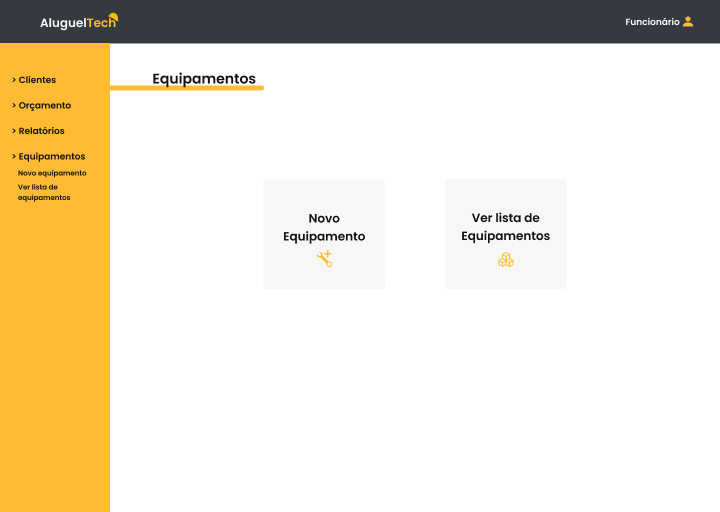 AluguelTech
Funcionário
> Clientes
> Orçamento
> Relatórios
> Equipamentos
Novo equipamento
Ver lista de
equipamentos
Equipamentos
Novo
Equipamento
Ver lista de
Equipamentos